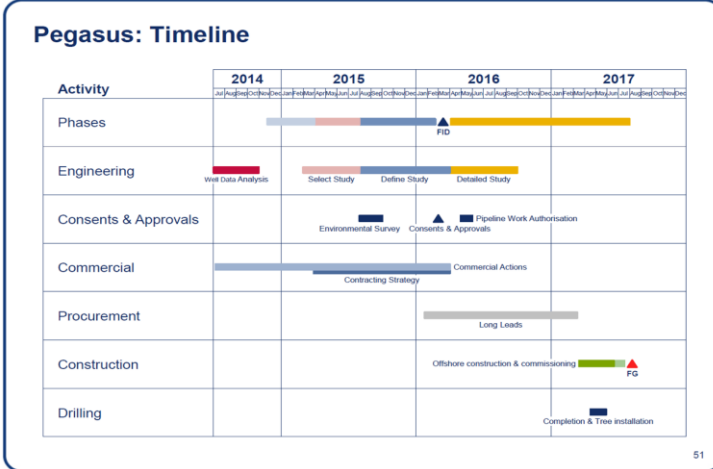 Pegasus: Timeline
Activity
2014 2015 2016 2017
Jul Aug Sep Oct Nov Dec Jan Feb Mar Apr May Jun Jul Aug Sep Oct Nov Dec Jan Feb Mar Apr May Jun Jul Aug Sep Oct Nov Dec Jan Feb Mar Apr May Jun Jul Aug Sep Oct Nov Dec
Phases
FID
Engineering
Well Data Analysis Select Study Define Study Detailed Study
Consents & Approvals
Pipeline Work Authorisation
Environmental Survey Consents & Approvals
Commercial
Commercial Actions
Contracting Strategy
Procurement
Long Leads
Construction
Offshore construction & commissioning
FG
Drilling
Completion & Tree installation
51